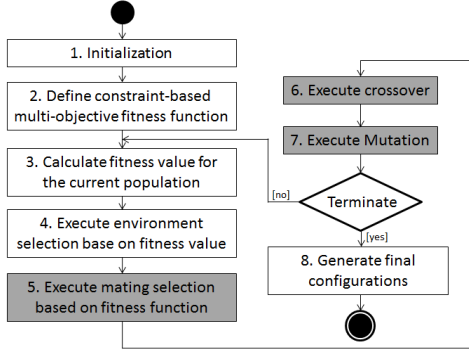 1. Initialization
2. Define constraint-based
multi-objective fitness function
3. Calculate fitness value for
the current population
4. Execute environment
selection base on fitness value
5. Execute mating selection
based on fitness function
6. Execute crossover
7. Execute Mutation
Terminate
[no]
[yes]
8. Generate final
configurations